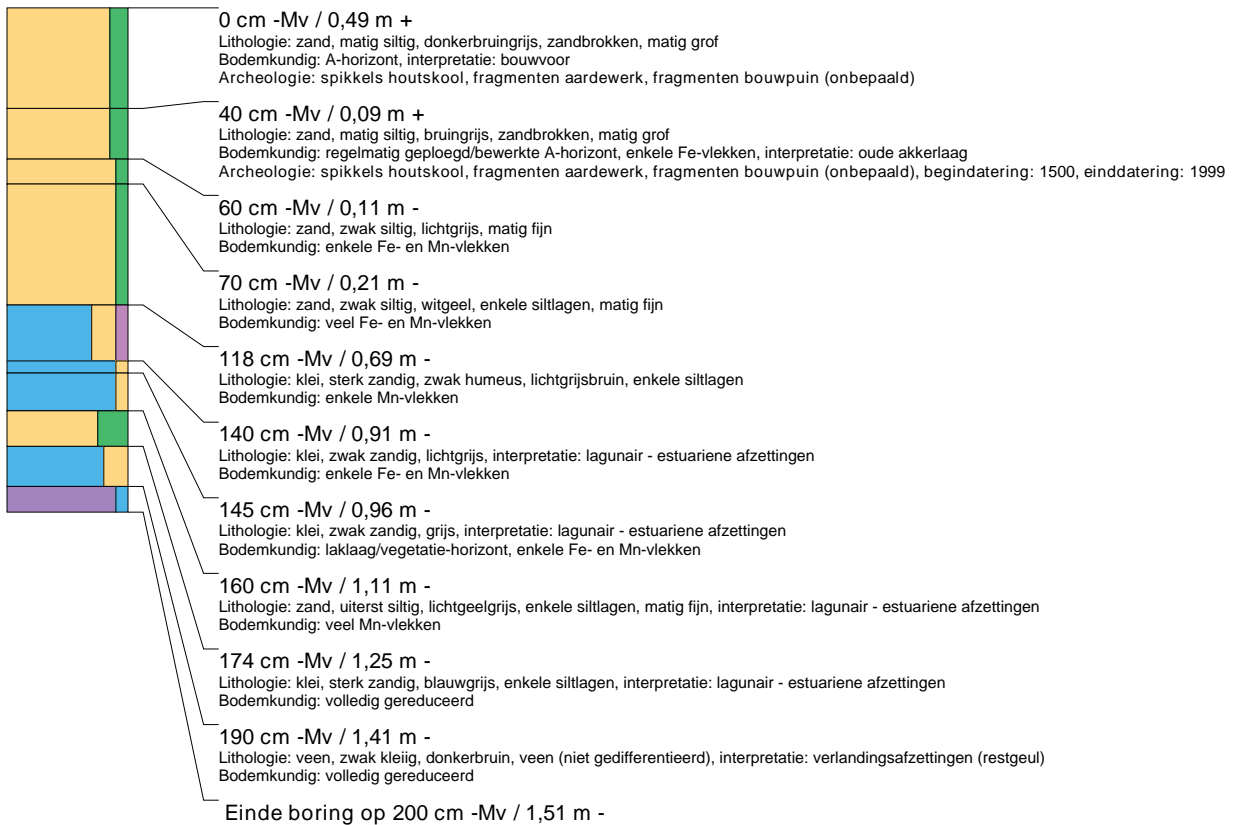 0 cm -Mv / 0,49 m +
Lithologie: zand, matig siltig, donkerbruingrijs, zandbrokken, matig grof
Bodemkundig: A-horizont, interpretatie: bouwvoor
Archeologie: spikkels houtskool, fragmenten aardewerk, fragmenten bouwpuin (onbepaald)
40 cm -Mv / 0,09 m +
Lithologie: zand, matig siltig, bruingrijs, zandbrokken, matig grof
Bodemkundig: regelmatig geploegd/bewerkte A-horizont, enkele Fe-vlekken, interpretatie: oude akkerlaag
Archeologie: spikkels houtskool, fragmenten aardewerk, fragmenten bouwpuin (onbepaald), begindatering: 1500, einddatering: 1999
60 cm -Mv / 0,11 m -
Lithologie: zand, zwak siltig, lichtgrijs, matig fijn
Bodemkundig: enkele Fe- en Mn-vlekken
70 cm -Mv / 0,21 m -
Lithologie: zand, zwak siltig, witgeel, enkele siltlagen, matig fijn
Bodemkundig: veel Fe- en Mn-vlekken
118 cm -Mv / 0,69 m -
Lithologie: klei, sterk zandig, zwak humeus, lichtgrijsbruin, enkele siltlagen
Bodemkundig: enkele Mn-vlekken
140 cm -Mv / 0,91 m -
Lithologie: klei, zwak zandig, lichtgrijs, interpretatie: lagunair - estuariene afzettingen
Bodemkundig: enkele Fe- en Mn-vlekken
145 cm -Mv / 0,96 m -
Lithologie: klei, zwak zandig, grijs, interpretatie: lagunair - estuariene afzettingen
Bodemkundig: laklaag/vegetatie-horizont, enkele Fe- en Mn-vlekken
160 cm -Mv / 1,11 m -
Lithologie: zand, uiterst siltig, lichtgeelgrijs, enkele siltlagen, matig fijn, interpretatie: lagunair - estuariene afzettingen
Bodemkundig: veel Mn-vlekken
174 cm -Mv / 1,25 m -
Lithologie: klei, sterk zandig, blauwgrijs, enkele siltlagen, interpretatie: lagunair - estuariene afzettingen
Bodemkundig: volledig gereduceerd
190 cm -Mv / 1,41 m -
Lithologie: veen, zwak kleiig, donkerbruin, veen (niet gedifferentieerd), interpretatie: verlandingsafzettingen (restgeul)
Bodemkundig: volledig gereduceerd
Einde boring op 200 cm -Mv / 1,51 m -